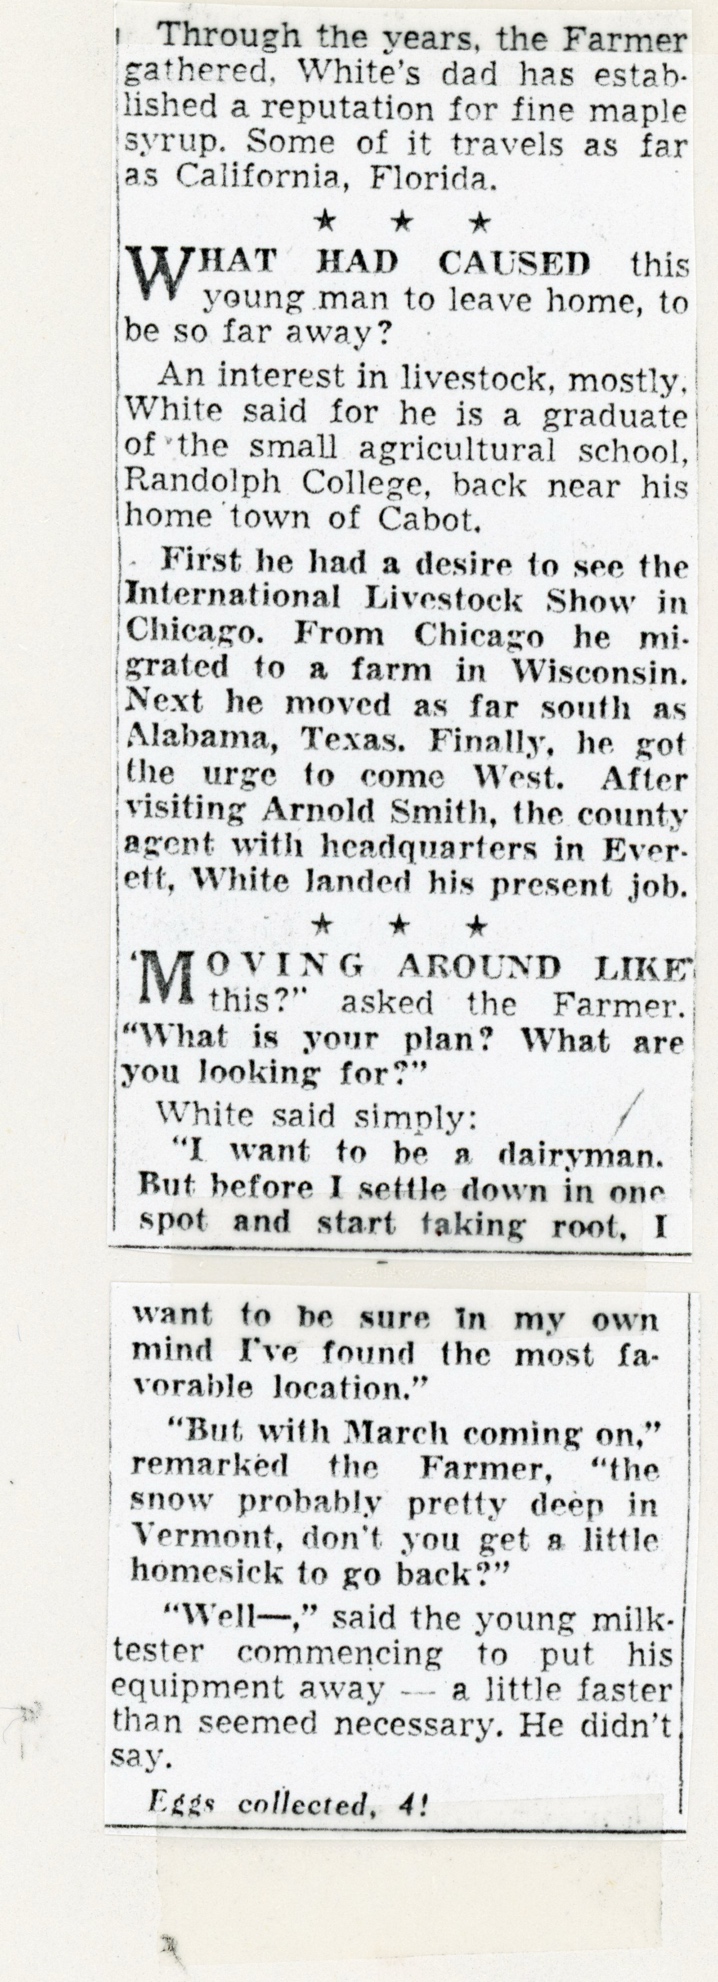 Through the years, the Farmer
gathered, White's dad has estab-
lished a reputation for fine maple
syrup. Some of it travels as far
as California, Florida.
★ ★ ★
WHAT HAD CAUSED this
young man to leave home, to
be so far away?
An interest in livestock, mostly,
White said for he is a graduate
of the small agricultural school,
Randolph College, back near his
home town of Cabot.
First he had a desire to see the
International Livestock Show in
Chicago. From Chicago he mi-
grated to a farm in Wisconsin.
Next he moved as far south as
Alabama, Texas. Finally, he got
the urge to come West. After
visiting Arnold Smith, the county
agent with headquarters in Ever-
ett, White landed his present job.
★ ★ ★
'MOVING AROUND LIKE
this?" asked the Farmer.
"What is your plan? What are
you looking for?"
White said simply:
"I want to be a dairyman.
But before I settle down in one
spot and start taking root, I
want to be sure in my own
mind I've found the most fa-
vorable location."
"But with March coming on,"
remarked the Farmer, "the
snow probably pretty deep in
Vermont, don't you get a little
homesick to go back?"
"Well—," said the young milk-
tester commencing to put his
equipment away — a little faster
than seemed necessary. He didn't
say.
Eggs collected, 4!